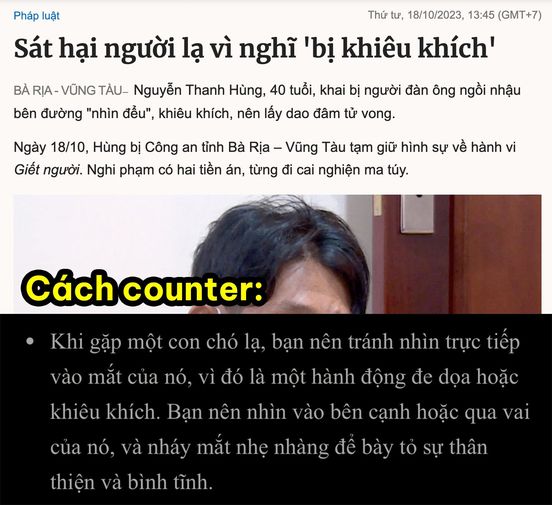 Pháp luật
Thứ tư, 18/10/2023, 13:45 (GMT+7)
Sát hại người lạ vì nghĩ 'bị khiêu khích'
BÀ RỊA - VŨNG TÀU– Nguyễn Thanh Hùng, 40 tuổi, khai bị người đàn ông ngồi nhậu
bên đường "nhìn đểu", khiêu khích, nên lấy dao đâm tử vong.
Ngày 18/10, Hùng bị Công an tỉnh Bà Rịa – Vũng Tàu tạm giữ hình sự về hành vi
Giết người. Nghi phạm có hai tiền án, từng đi cai nghiện ma túy.
Cách counter:
• Khi gặp một con chó lạ, bạn nên tránh nhìn trực tiếp
vào mắt của nó, vì đó là một hành động đe dọa hoặc
khiêu khích. Bạn nên nhìn vào bên cạnh hoặc qua vai
của nó, và nháy mắt nhẹ nhàng để bày tỏ sự thân
thiện và bình tĩnh.